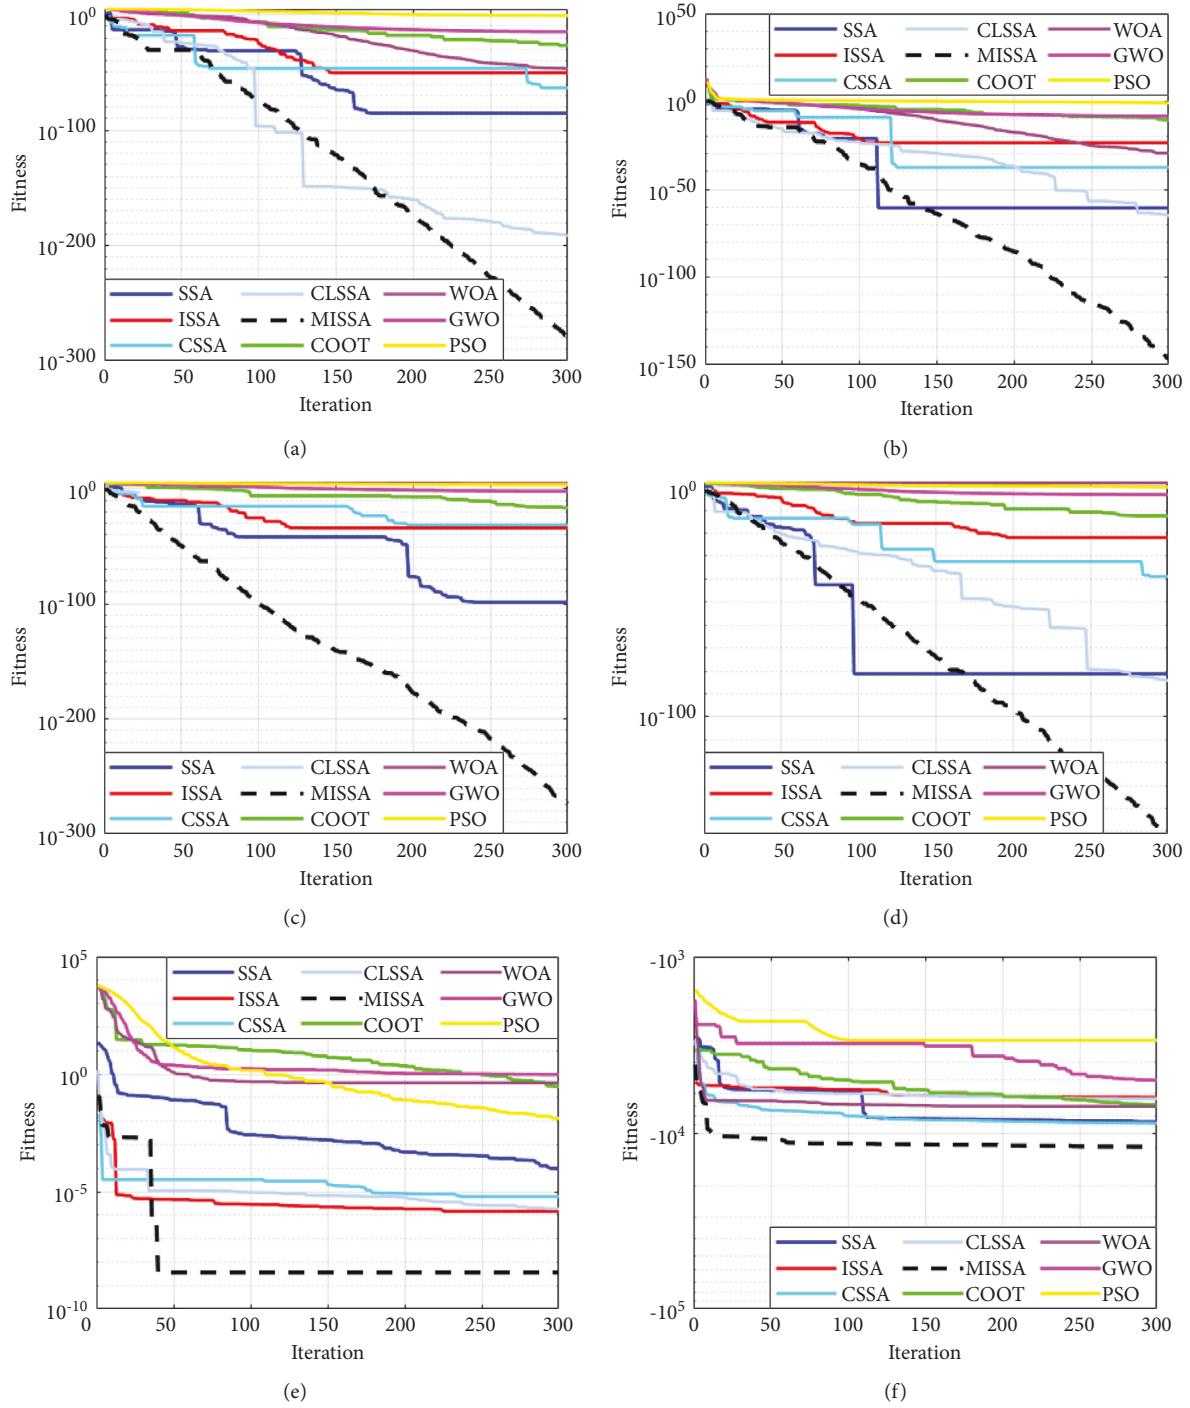 10^0
10^-100
10^-200
10^-300
Fitness
0 50 100 150 200 250 300
Iteration
SSA CLSSA WOA
ISSA MISSA GWO
CSSA COOT PSO
(a)
10^50
10^0
10^-50
10^-100
10^-150
Fitness
0 50 100 150 200 250 300
Iteration
SSA CLSSA WOA
ISSA MISSA GWO
CSSA COOT PSO
(b)
10^0
10^-100
10^-200
10^-300
Fitness
0 50 100 150 200 250 300
Iteration
SSA CLSSA WOA
ISSA MISSA GWO
CSSA COOT PSO
(c)
10^0
10^-100
Fitness
0 50 100 150 200 250 300
Iteration
SSA CLSSA WOA
ISSA MISSA GWO
CSSA COOT PSO
(d)
10^5
10^0
10^-5
10^-10
Fitness
0 50 100 150 200 250 300
Iteration
SSA CLSSA WOA
ISSA MISSA GWO
CSSA COOT PSO
(e)
-10^3
-10^4
-10^5
Fitness
0 50 100 150 200 250 300
Iteration
SSA CLSSA WOA
ISSA MISSA GWO
CSSA COOT PSO
(f)